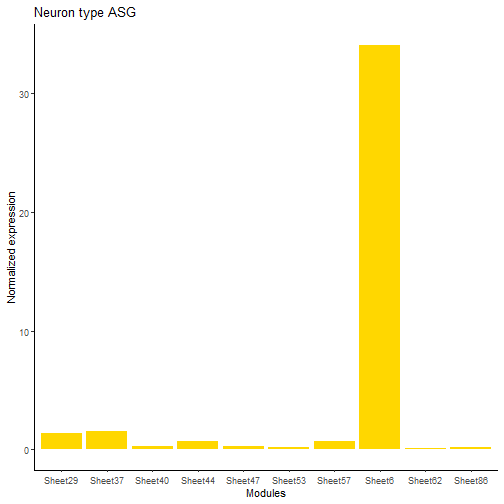 Neuron type ASG
Normalized expression
30
20
10
0
Sheet29 Sheet37 Sheet40 Sheet44 Sheet47 Sheet53 Sheet57 Sheet6 Sheet62 Sheet86
Modules